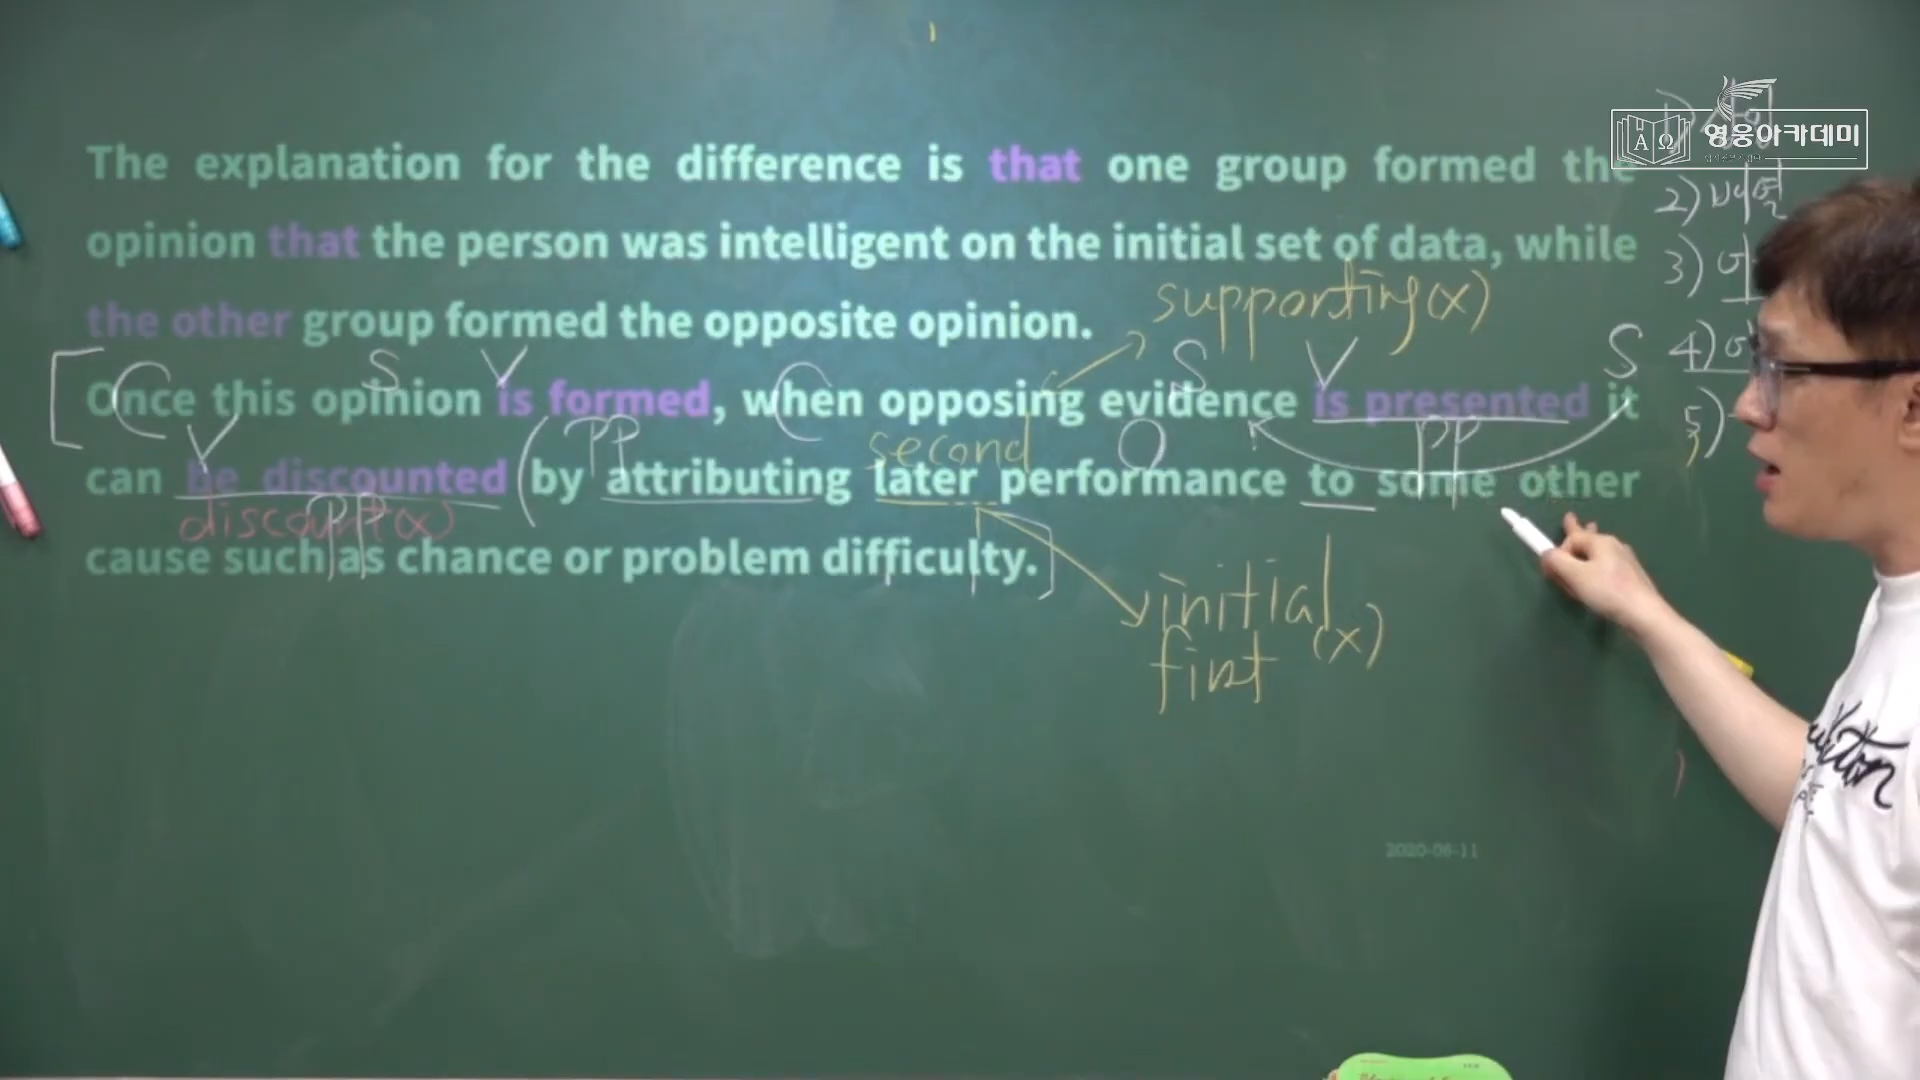 영웅아카데미
The explanation for the difference is that one group formed the
opinion that the person was intelligent on the initial set of data, while
the other group formed the opposite opinion.
supporting(x)
S V S V S
Once this opinion is formed, when opposing evidence is presented it
V PP second O PP
can be discounted (by attributing later performance to some other
discount(x) PP
cause such as chance or problem difficulty.
initial
first (x)
2)
3)
4)
5)
2020-06-11